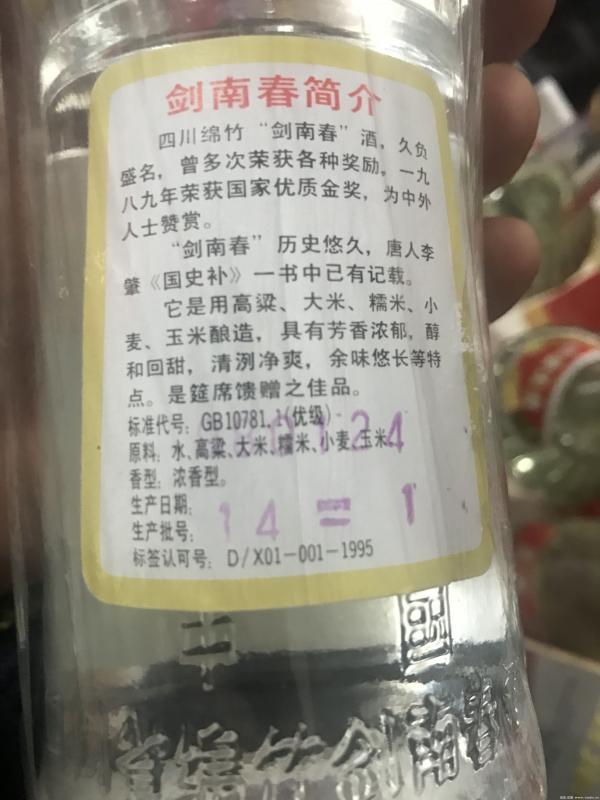 剑南春简介
四川绵竹“剑南春”酒，久负
盛名，曾多次荣获各种奖励，一九
八九年荣获国家优质金奖，为中外
人士赞赏。
“剑南春”历史悠久，唐人李
肇《国史补》一书中已有记载。
它是用高粱、大米、糯米、小
麦、玉米酿造，具有芳香浓郁，醇
和回甜，清洌净爽，余味悠长等特
点。是筵席馈赠之佳品。
标准代号：GB10781.1(优级)
原料：水、高粱、大米、糯米、小麦、玉米
香型：浓香型。
生产日期：
生产批号：14=1
标签认可号：D/X01-001-1995
中国
剑南春